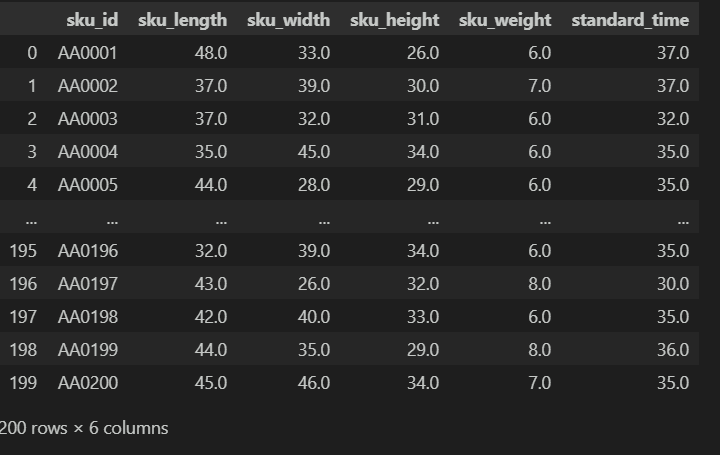 sku_id sku_length sku_width sku_height sku_weight standard_time
0 AA0001 48.0 33.0 26.0 6.0 37.0
1 AA0002 37.0 39.0 30.0 7.0 37.0
2 AA0003 37.0 32.0 31.0 6.0 32.0
3 AA0004 35.0 45.0 34.0 6.0 35.0
4 AA0005 44.0 28.0 29.0 6.0 35.0
... ... ... ... ... ... ...
195 AA0196 32.0 39.0 34.0 6.0 35.0
196 AA0197 43.0 26.0 32.0 8.0 30.0
197 AA0198 42.0 40.0 33.0 6.0 35.0
198 AA0199 44.0 35.0 29.0 8.0 36.0
199 AA0200 45.0 46.0 34.0 7.0 35.0
200 rows × 6 columns